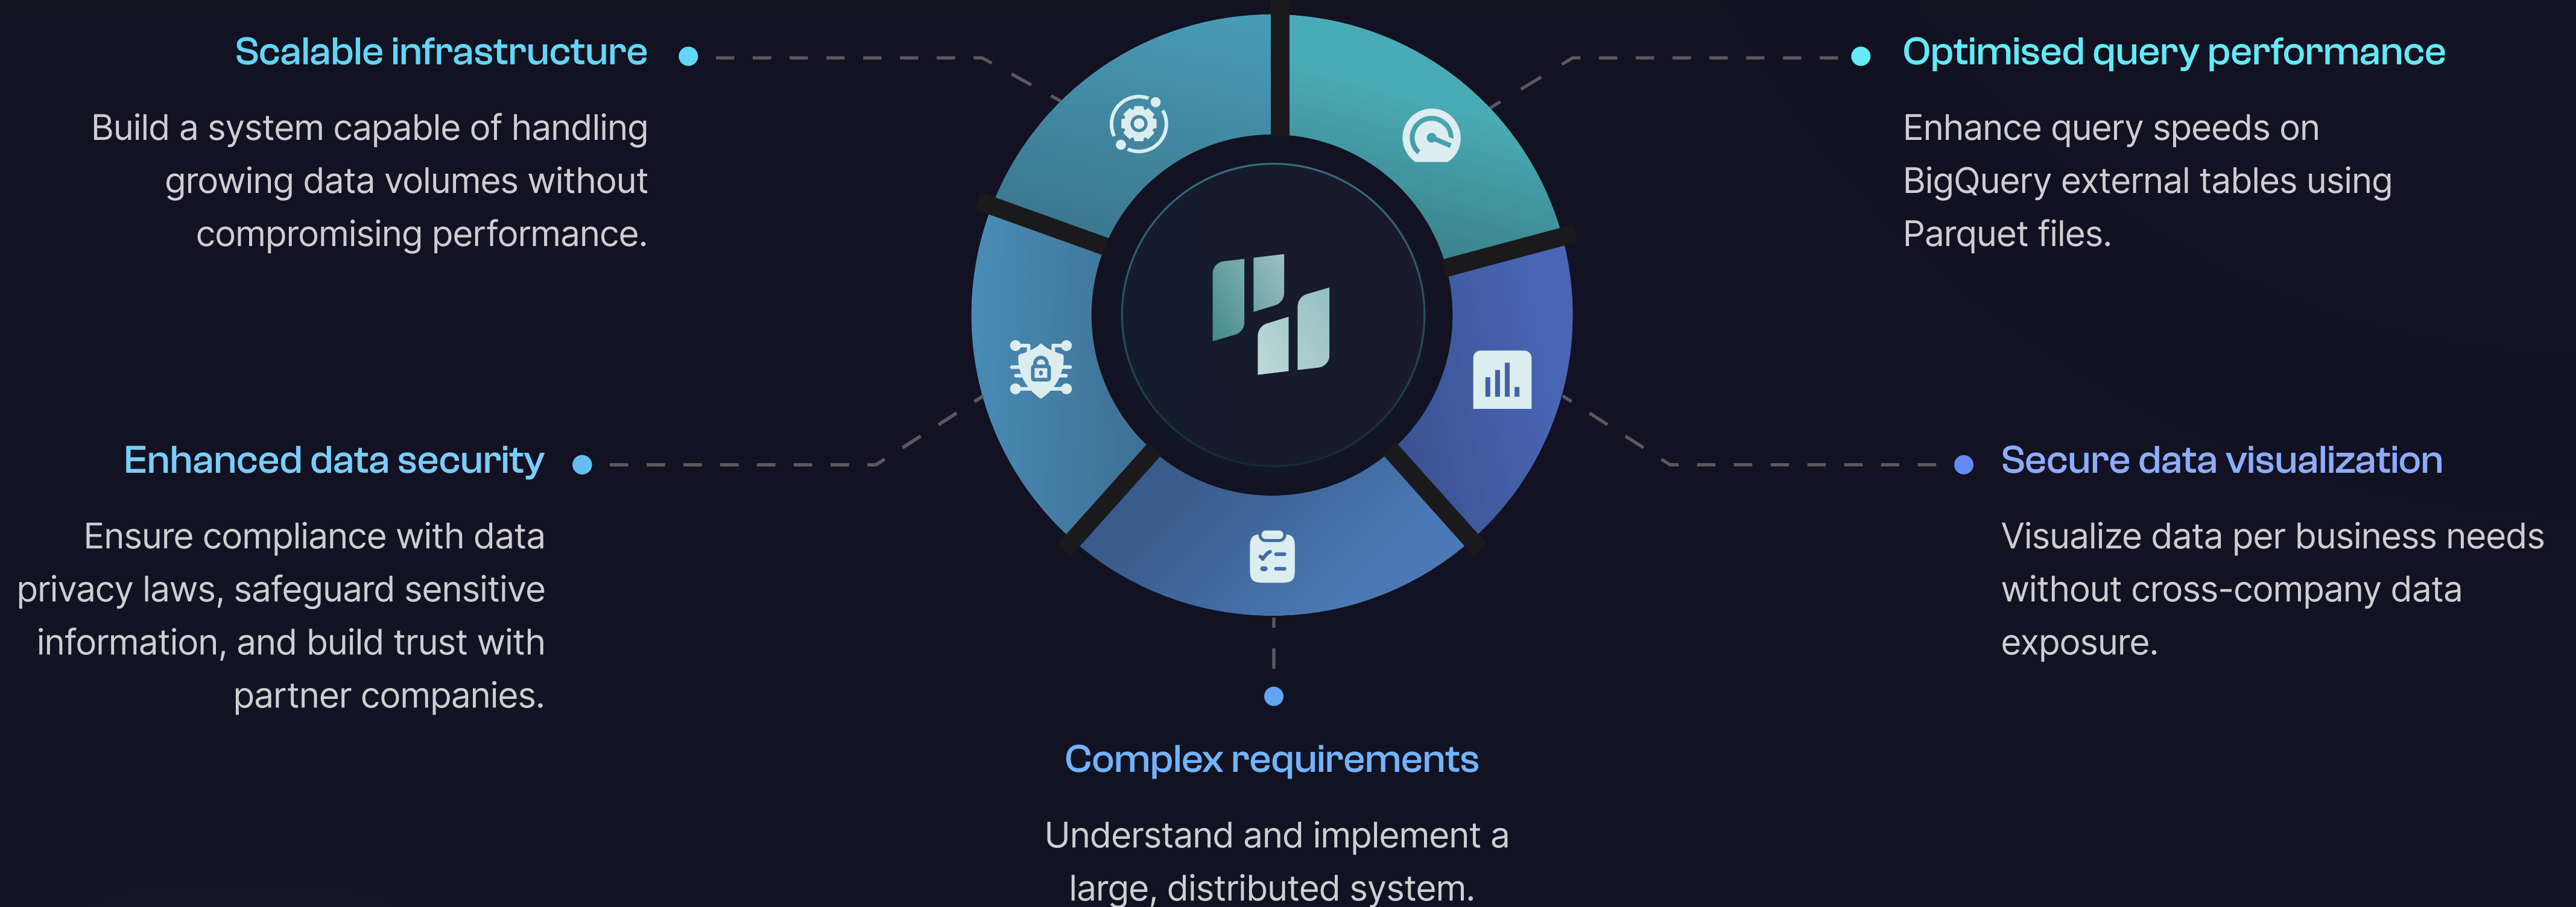 Scalable infrastructure
Build a system capable of handling
growing data volumes without
compromising performance.
Optimised query performance
Enhance query speeds on
BigQuery external tables using
Parquet files.
Enhanced data security
Ensure compliance with data
privacy laws, safeguard sensitive
information, and build trust with
partner companies.
Secure data visualization
Visualize data per business needs
without cross-company data
exposure.
Complex requirements
Understand and implement a
large, distributed system.